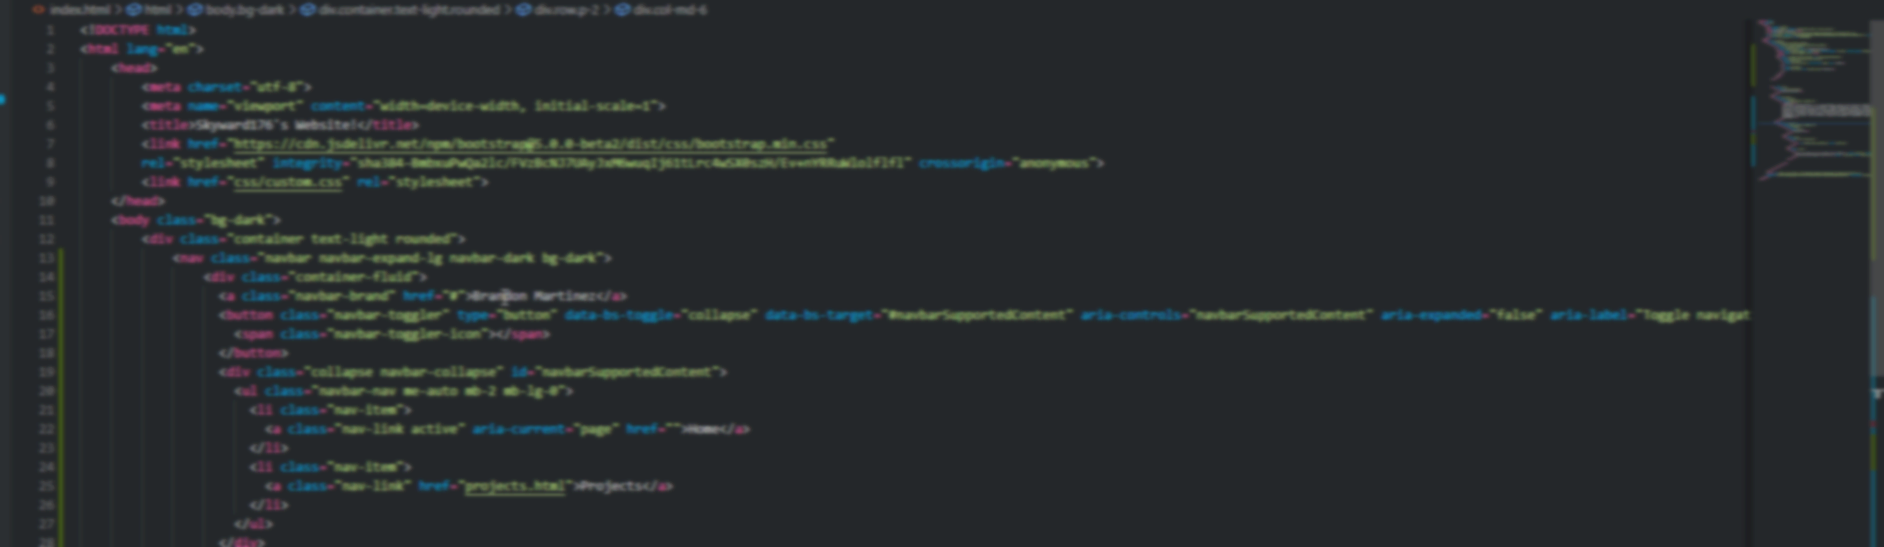 index.html > html > body.bg-dark > div.container.text-light.rounded > div.row.p-2 > div.col-md-6
1 <!DOCTYPE html>
2 <html lang="en">
3 <head>
4 <meta charset="utf-8">
5 <meta name="viewport" content="width=device-width, initial-scale=1">
6 <title>Skyward176's Website!</title>
7 <link href="https://cdn.jsdelivr.net/npm/bootstrap@5.0.0-beta2/dist/css/bootstrap.min.css"
8 rel="stylesheet" integrity= crossorigin="anonymous">
9 <link href="css/custom.css" rel="stylesheet">
10 </head>
11 <body class="bg-dark">
12 <div class="container text-light rounded">
13 <nav class="navbar navbar-expand-lg navbar-dark bg-dark">
14 <div class="container-fluid">
15 <a class="navbar-brand" href="#">Brandon Martinez</a>
16 <button class="navbar-toggler" type="button" data-bs-toggle="collapse" data-bs-target="#navbarSupportedContent" aria-controls="navbarSupportedContent" aria-expanded="false" aria-label="Toggle navigat
17 <span class="navbar-toggler-icon"></span>
18 </button>
19 <div class="collapse navbar-collapse" id="navbarSupportedContent">
20 <ul class="navbar-nav me-auto mb-2 mb-lg-0">
21 <li class="nav-item">
22 <a class="nav-link active" aria-current="page" href="">Home</a>
23 </li>
24 <li class="nav-item">
25 <a class="nav-link" href="projects.html">Projects</a>
26 </li>
27 </ul>
28 </div>